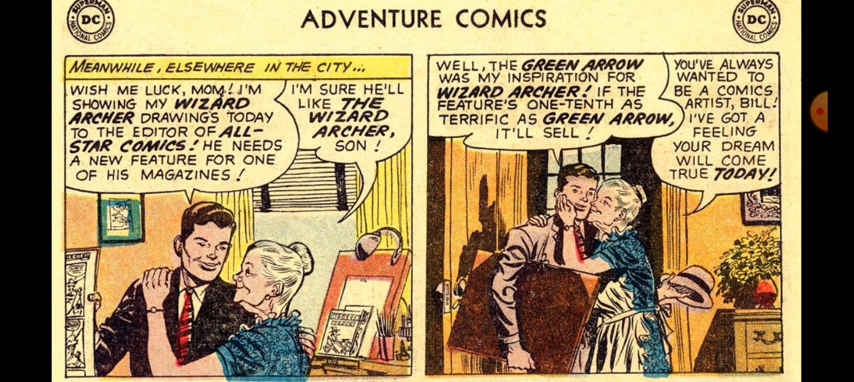 SUPERMAN
DC
NATIONAL COMICS
ADVENTURE COMICS
SUPERMAN
DC
NATIONAL COMICS
MEANWHILE, ELSEWHERE IN THE CITY...
WISH ME LUCK, MOM! I'M
SHOWING MY WIZARD
ARCHER DRAWINGS TODAY
TO THE EDITOR OF ALL-
STAR COMICS! HE NEEDS
A NEW FEATURE FOR ONE
OF HIS MAGAZINES!
I'M SURE HE'LL
LIKE THE
WIZARD
ARCHER,
SON!
WELL, THE GREEN ARROW
WAS MY INSPIRATION FOR
WIZARD ARCHER! IF THE
FEATURE'S ONE-TENTH AS
TERRIFIC AS GREEN ARROW,
IT'LL SELL!
YOU'VE ALWAYS
WANTED TO
BE A COMICS
ARTIST, BILL!
I'VE GOT A
FEELING
YOUR DREAM
WILL COME
TRUE TODAY!